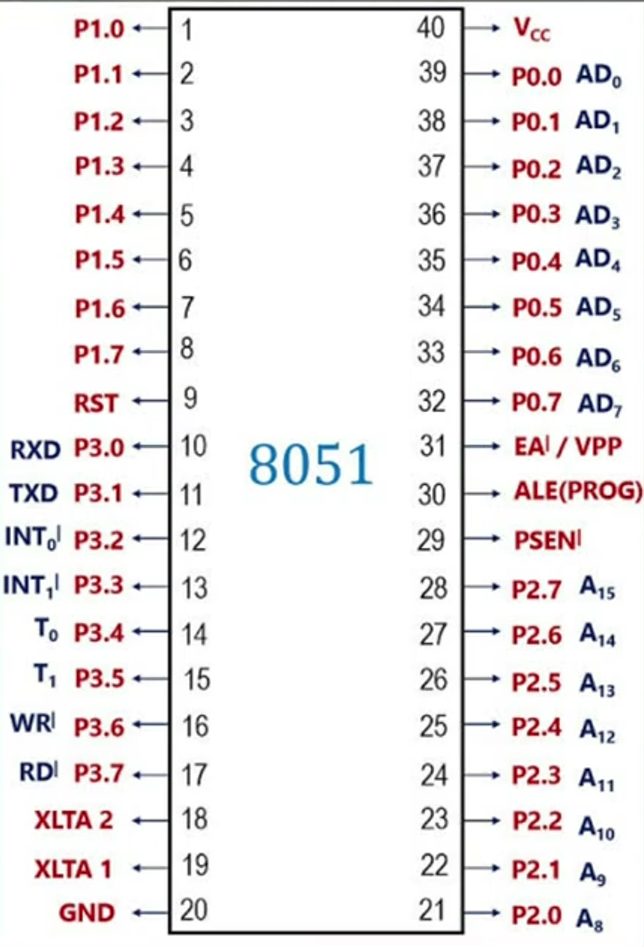 P1.0 1 40 VCC
P1.1 2 39 P0.0 AD0
P1.2 3 38 P0.1 AD1
P1.3 4 37 P0.2 AD2
P1.4 5 36 P0.3 AD3
P1.5 6 35 P0.4 AD4
P1.6 7 34 P0.5 AD5
P1.7 8 33 P0.6 AD6
RST 9 32 P0.7 AD7
RXD P3.0 10 31 EA| / VPP
8051
TXD P3.1 11 30 ALE(PROG)
INT0| P3.2 12 29 PSEN|
INT1| P3.3 13 28 P2.7 A15
T0 P3.4 14 27 P2.6 A14
T1 P3.5 15 26 P2.5 A13
WR| P3.6 16 25 P2.4 A12
RD| P3.7 17 24 P2.3 A11
XLTA 2 18 23 P2.2 A10
XLTA 1 19 22 P2.1 A9
GND 20 21 P2.0 A8